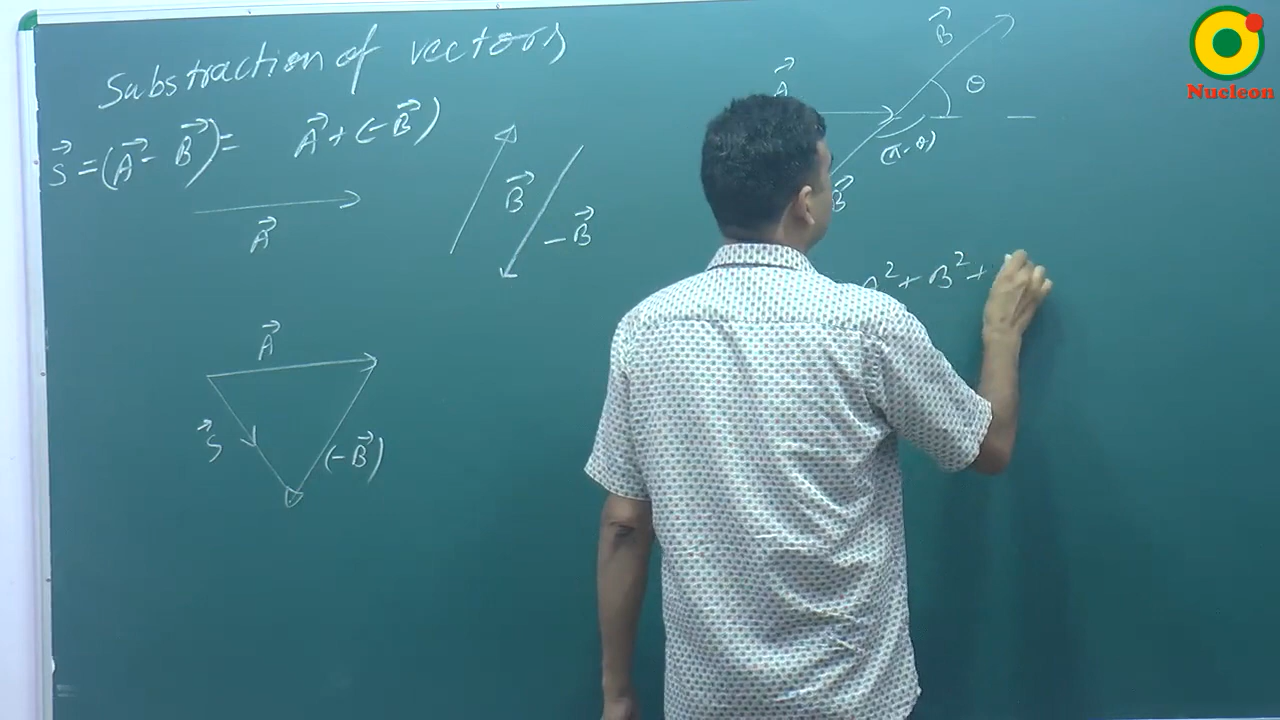 Substraction of vectors
S⃗ = (A⃗ - B⃗) = A⃗ + (-B⃗)
A⃗
B⃗
-B⃗
A⃗
S⃗
(-B⃗)
B⃗
θ
A⃗
(π-θ)
B⃗
A² + B² +
Nucleon